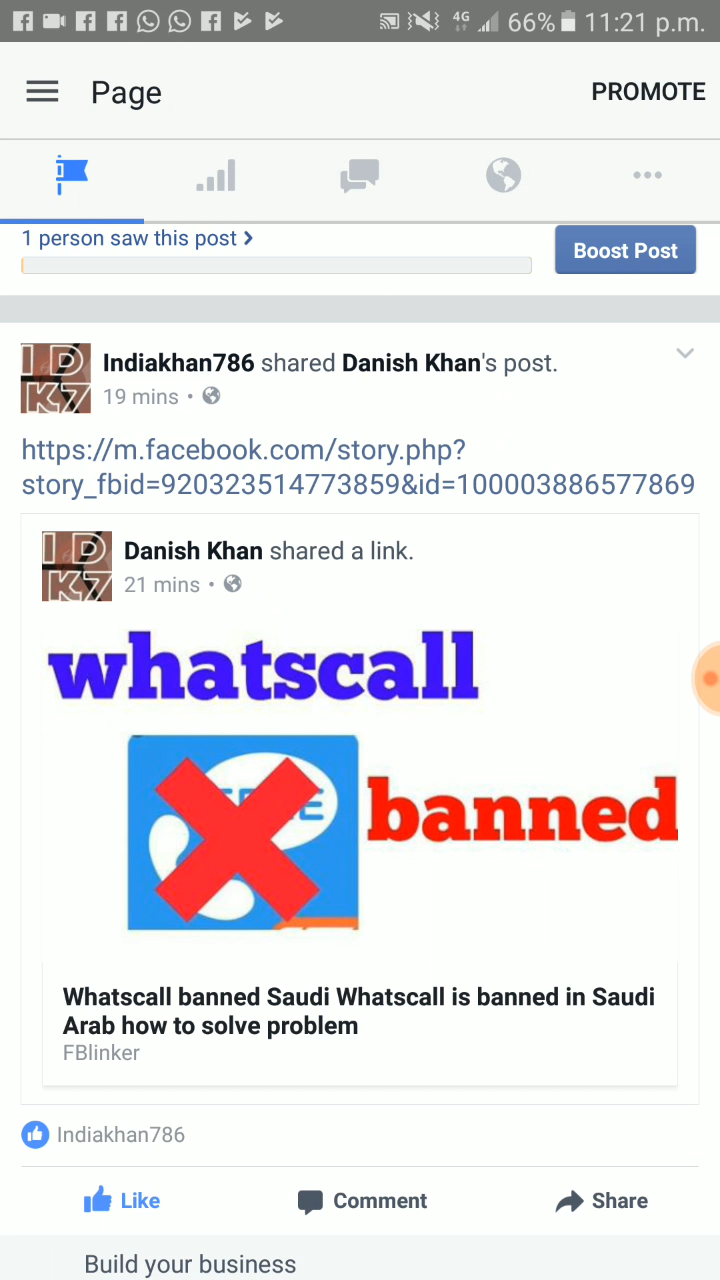 4G 66% 11:21 p.m.
Page PROMOTE
1 person saw this post
Boost Post
Indiakhan786 shared Danish Khan's post.
19 mins
https://m.facebook.com/story.php?
story_fbid=920323514773859&id=100003886577869
Danish Khan shared a link.
21 mins
whatscall
banned
Whatscall banned Saudi Whatscall is banned in Saudi
Arab how to solve problem
FBlinker
Indiakhan786
Like Comment Share
Build your business